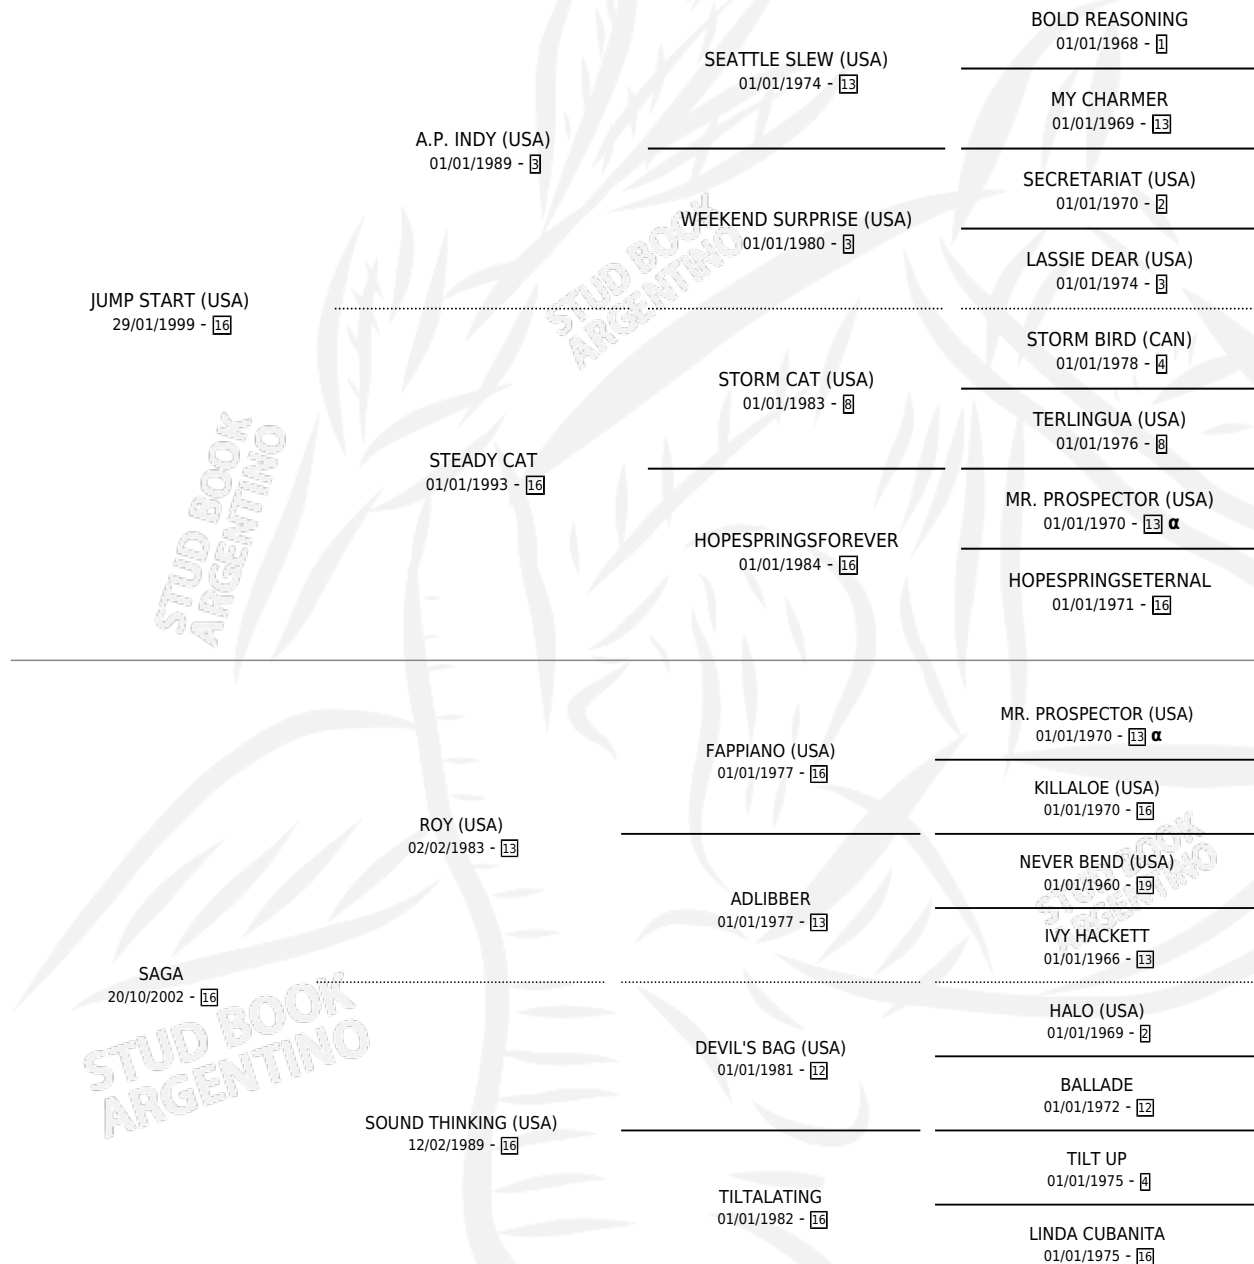 BOLD REASONING
01/01/1968 - 1
SEATTLE SLEW (USA)
01/01/1974 - 13
MY CHARMER
01/01/1969 - 13
A.P. INDY (USA)
01/01/1989 - 3
SECRETARIAT (USA)
01/01/1970 - 2
WEEKEND SURPRISE (USA)
01/01/1980 - 3
LASSIE DEAR (USA)
01/01/1974 - 3
STUD BOOK
ARGENTINO
JUMP START (USA)
29/01/1999 - 16
STORM BIRD (CAN)
01/01/1978 - 4
STORM CAT (USA)
01/01/1983 - 8
TERLINGUA (USA)
01/01/1976 - 8
STEADY CAT
01/01/1993 - 16
MR. PROSPECTOR (USA)
01/01/1970 - 13 α
HOPESPRINGSFOREVER
01/01/1984 - 16
HOPESPRINGSETERNAL
01/01/1971 - 16
STUD BOOK
ARGENTINO
MR. PROSPECTOR (USA)
01/01/1970 - 13 α
FAPPIANO (USA)
01/01/1977 - 16
KILLALOE (USA)
01/01/1970 - 16
ROY (USA)
02/02/1983 - 13
NEVER BEND (USA)
01/01/1960 - 19
ADLIBBER
01/01/1977 - 13
IVY HACKETT
01/01/1966 - 13
STUD BOOK
ARGENTINO
SAGA
20/10/2002 - 16
HALO (USA)
01/01/1969 - 2
DEVIL'S BAG (USA)
01/01/1981 - 12
BALLADE
01/01/1972 - 12
SOUND THINKING (USA)
12/02/1989 - 16
TILT UP
01/01/1975 - 4
TILTALATING
01/01/1982 - 16
LINDA CUBANITA
01/01/1975 - 16
STUD BOOK
ARGENTINO